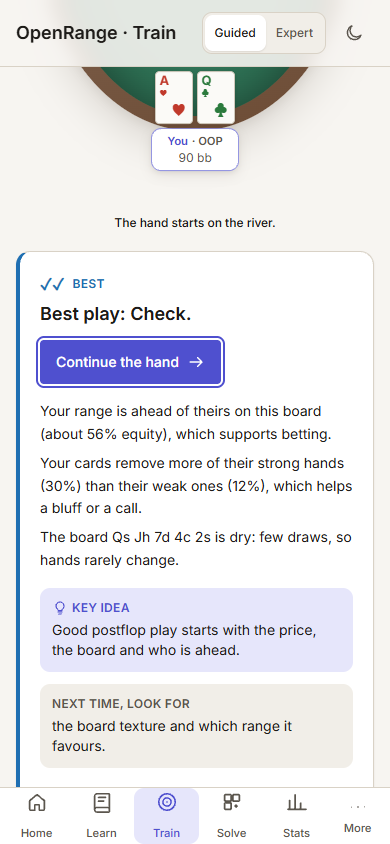 OpenRange · Train
Guided
Expert
A
Q
You · OOP
90 bb
The hand starts on the river.
BEST
Best play: Check.
Continue the hand →
Your range is ahead of theirs on this board
(about 56% equity), which supports betting.
Your cards remove more of their strong hands
(30%) than their weak ones (12%), which helps
a bluff or a call.
The board Qs Jh 7d 4c 2s is dry: few draws, so
hands rarely change.
KEY IDEA
Good postflop play starts with the price,
the board and who is ahead.
NEXT TIME, LOOK FOR
the board texture and which range it
favours.
Home
Learn
Train
Solve
Stats
More